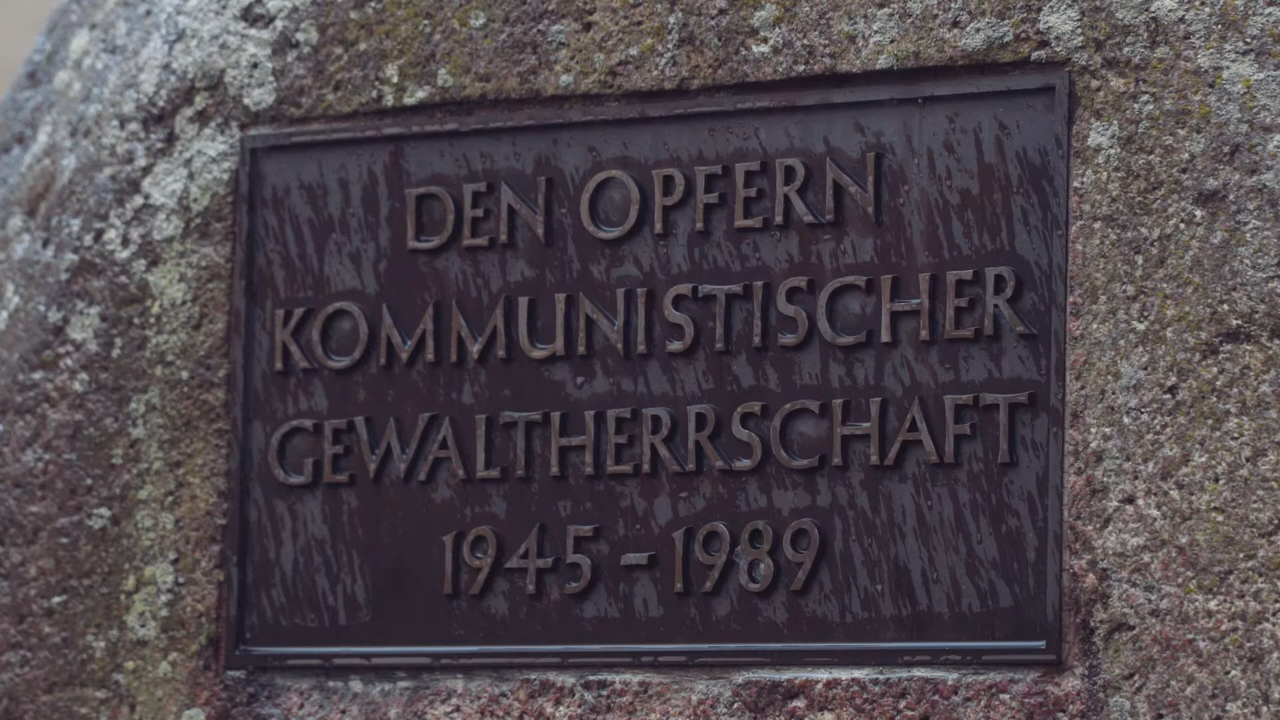 DEN OPFERN
KOMMUNISTISCHER
GEWALTHERRSCHAFT
1945 - 1989